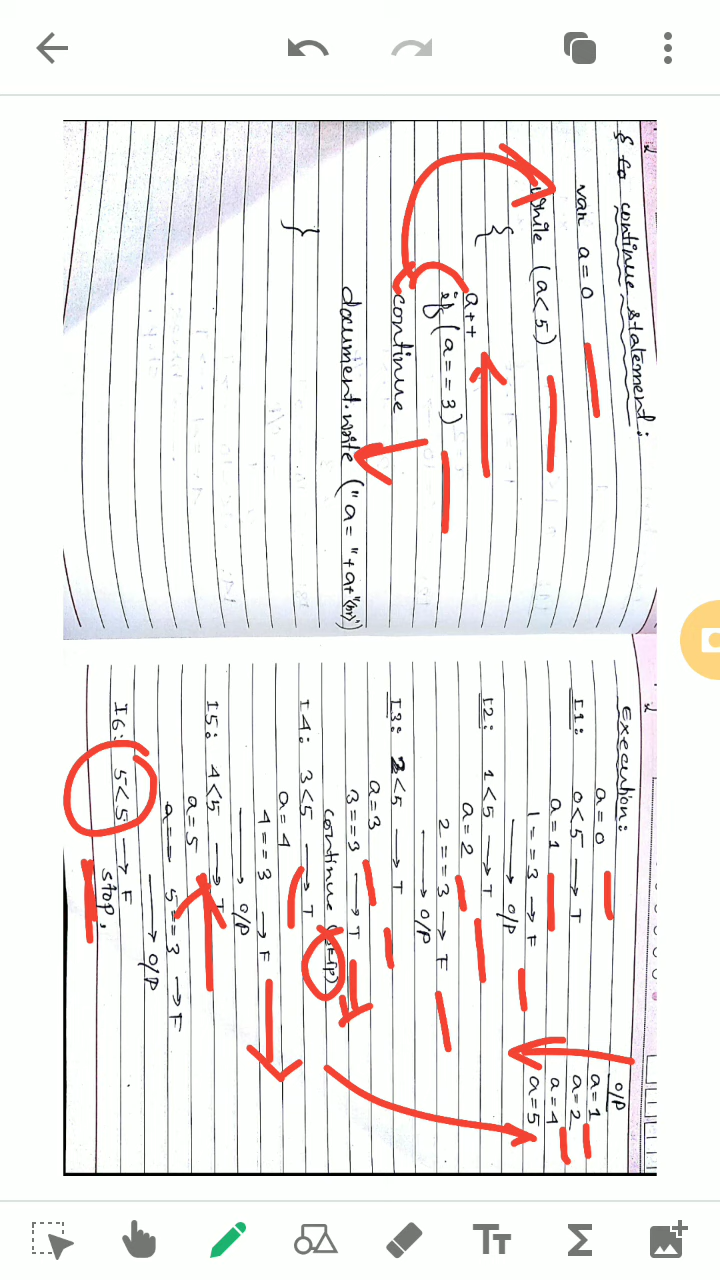 § to continue statement:
var a=0
while (a<5)
{
a++
if (a==3)
continue
document.write ("a= "+a+"<br>")
}
Execution:
a=0
I1: 0<5 → T
a=1
1==3 → F
→ O/P
I2: 1<5 → T
a=2
2==3 → F
→ O/P
I3: 2<5 → T
a=3
3==3 → T
continue
I4: 3<5 → T
a=4
4==3 → F
→ O/P
I5: 4<5 → T
a=5
a== 5==3 → F
→ O/P
I6: 5<5 → F
stop.
O/P
a=1
a=2
a=4
a=5
Tт
Σ